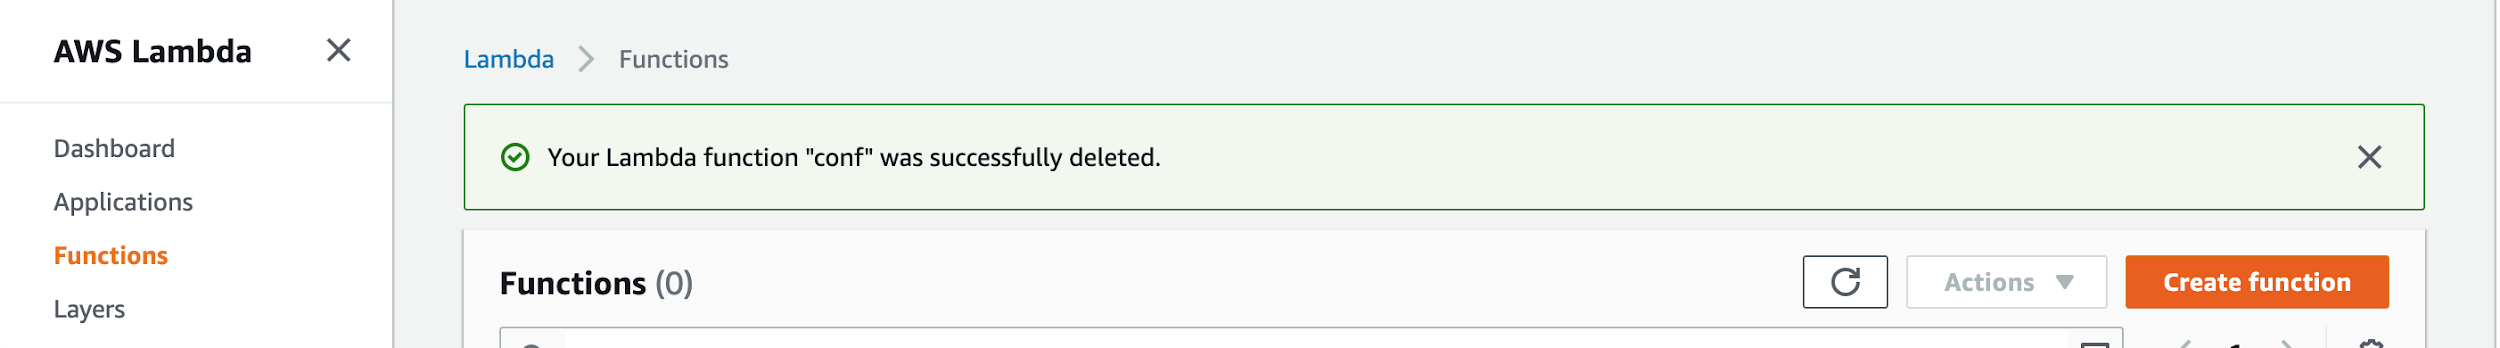 AWS Lambda
Dashboard
Applications
Functions
Layers
Lambda Functions
Your Lambda function "conf" was successfully deleted.
Functions (0)
Actions
Create function